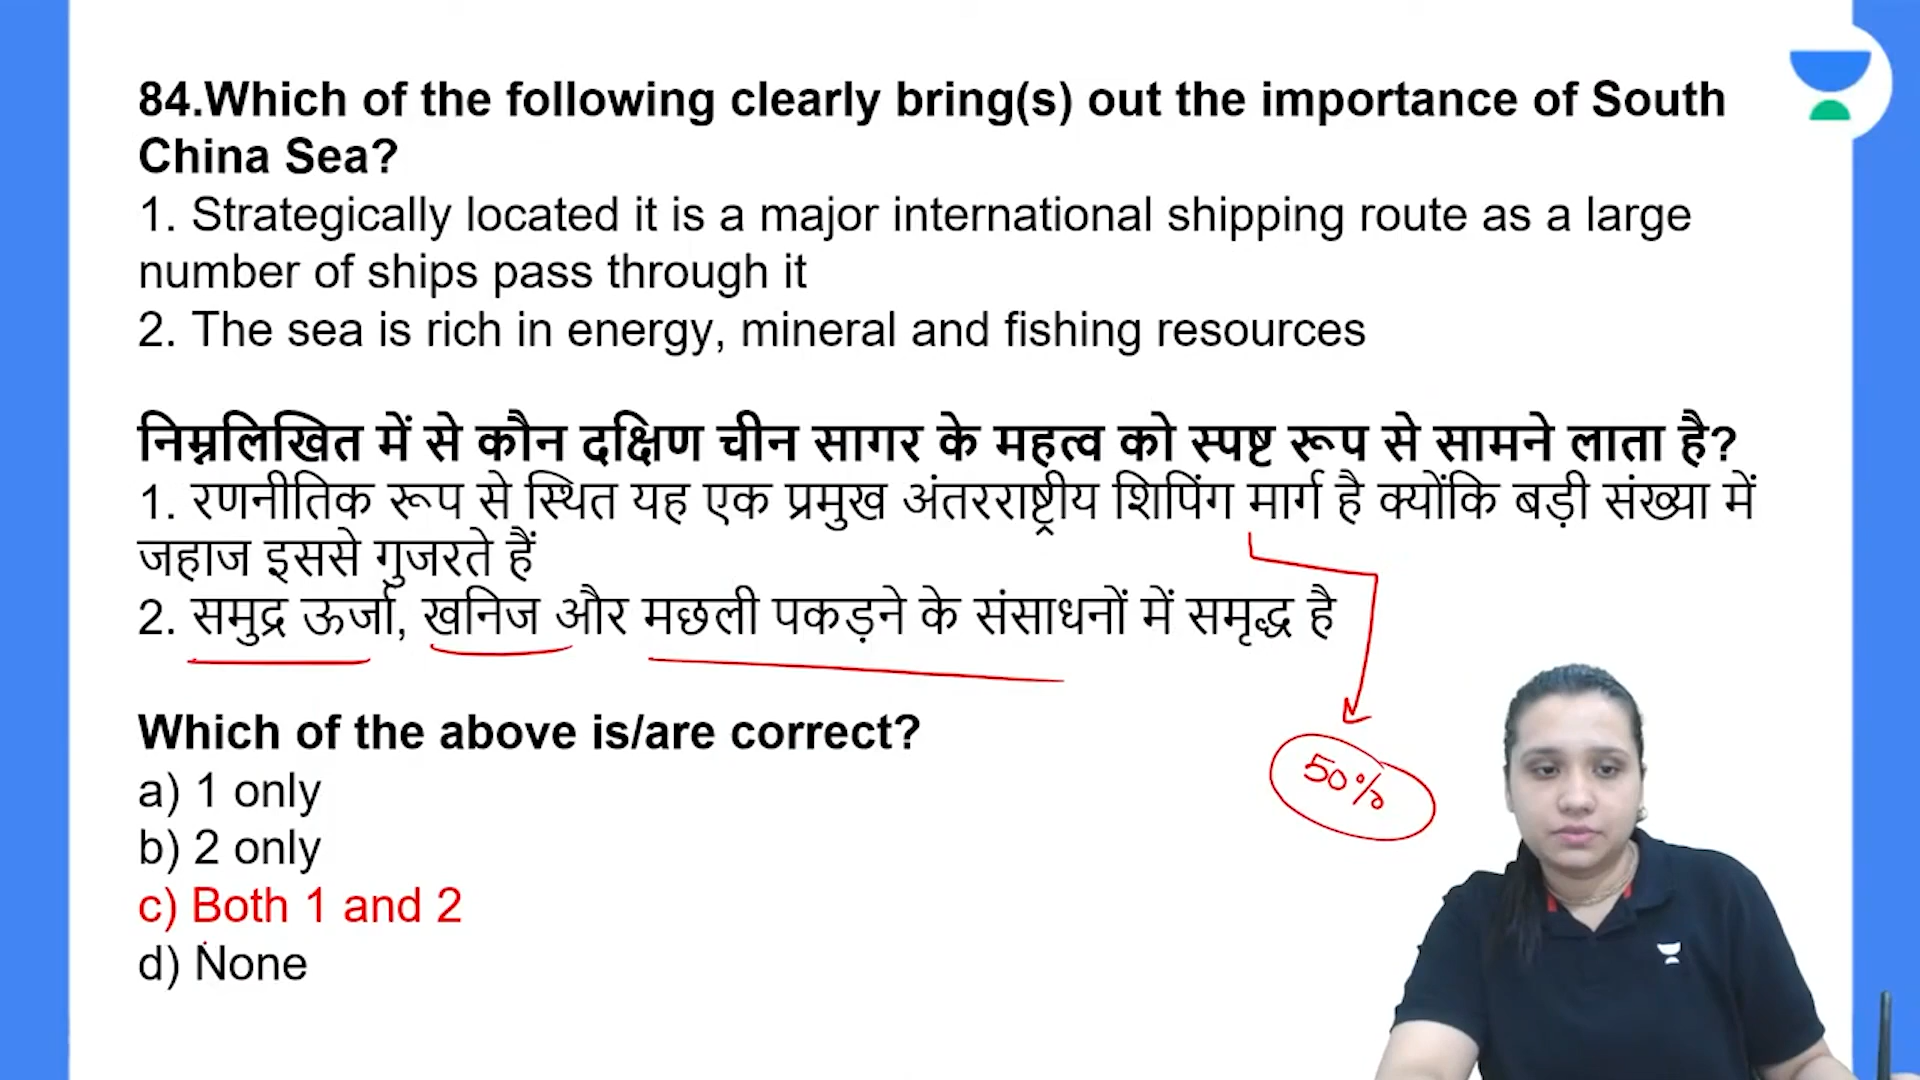 84.Which of the following clearly bring(s) out the importance of South
China Sea?
1. Strategically located it is a major international shipping route as a large
number of ships pass through it
2. The sea is rich in energy, mineral and fishing resources
निम्नलिखित में से कौन दक्षिण चीन सागर के महत्व को स्पष्ट रूप से सामने लाता है?
1. रणनीतिक रूप से स्थित यह एक प्रमुख अंतरराष्ट्रीय शिपिंग मार्ग है क्योंकि बड़ी संख्या में
जहाज इससे गुजरते हैं
2. समुद्र ऊर्जा, खनिज और मछली पकड़ने के संसाधनों में समृद्ध है
Which of the above is/are correct?
50%
a) 1 only
b) 2 only
c) Both 1 and 2
d) None